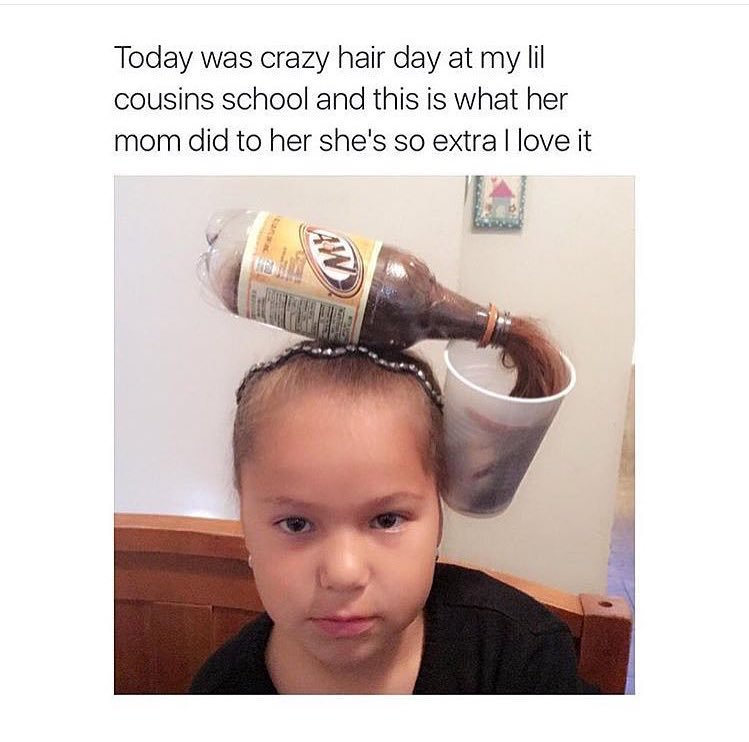 Today was crazy hair day at my lil
cousins school and this is what her
mom did to her she's so extra I love it
A&W